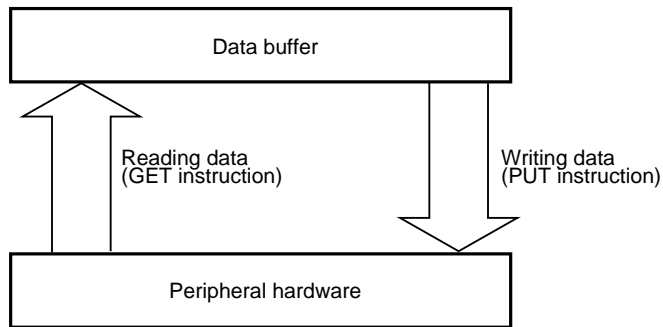 Data buffer
Reading data
(GET instruction)
Writing data
(PUT instruction)
Peripheral hardware